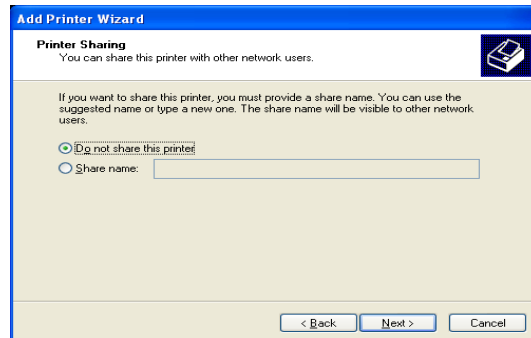 Add Printer Wizard
Printer Sharing
You can share this printer with other network users.
If you want to share this printer, you must provide a share name. You can use the
suggested name or type a new one. The share name will be visible to other network
users.
Do not share this printer
Share name:
< Back Next > Cancel